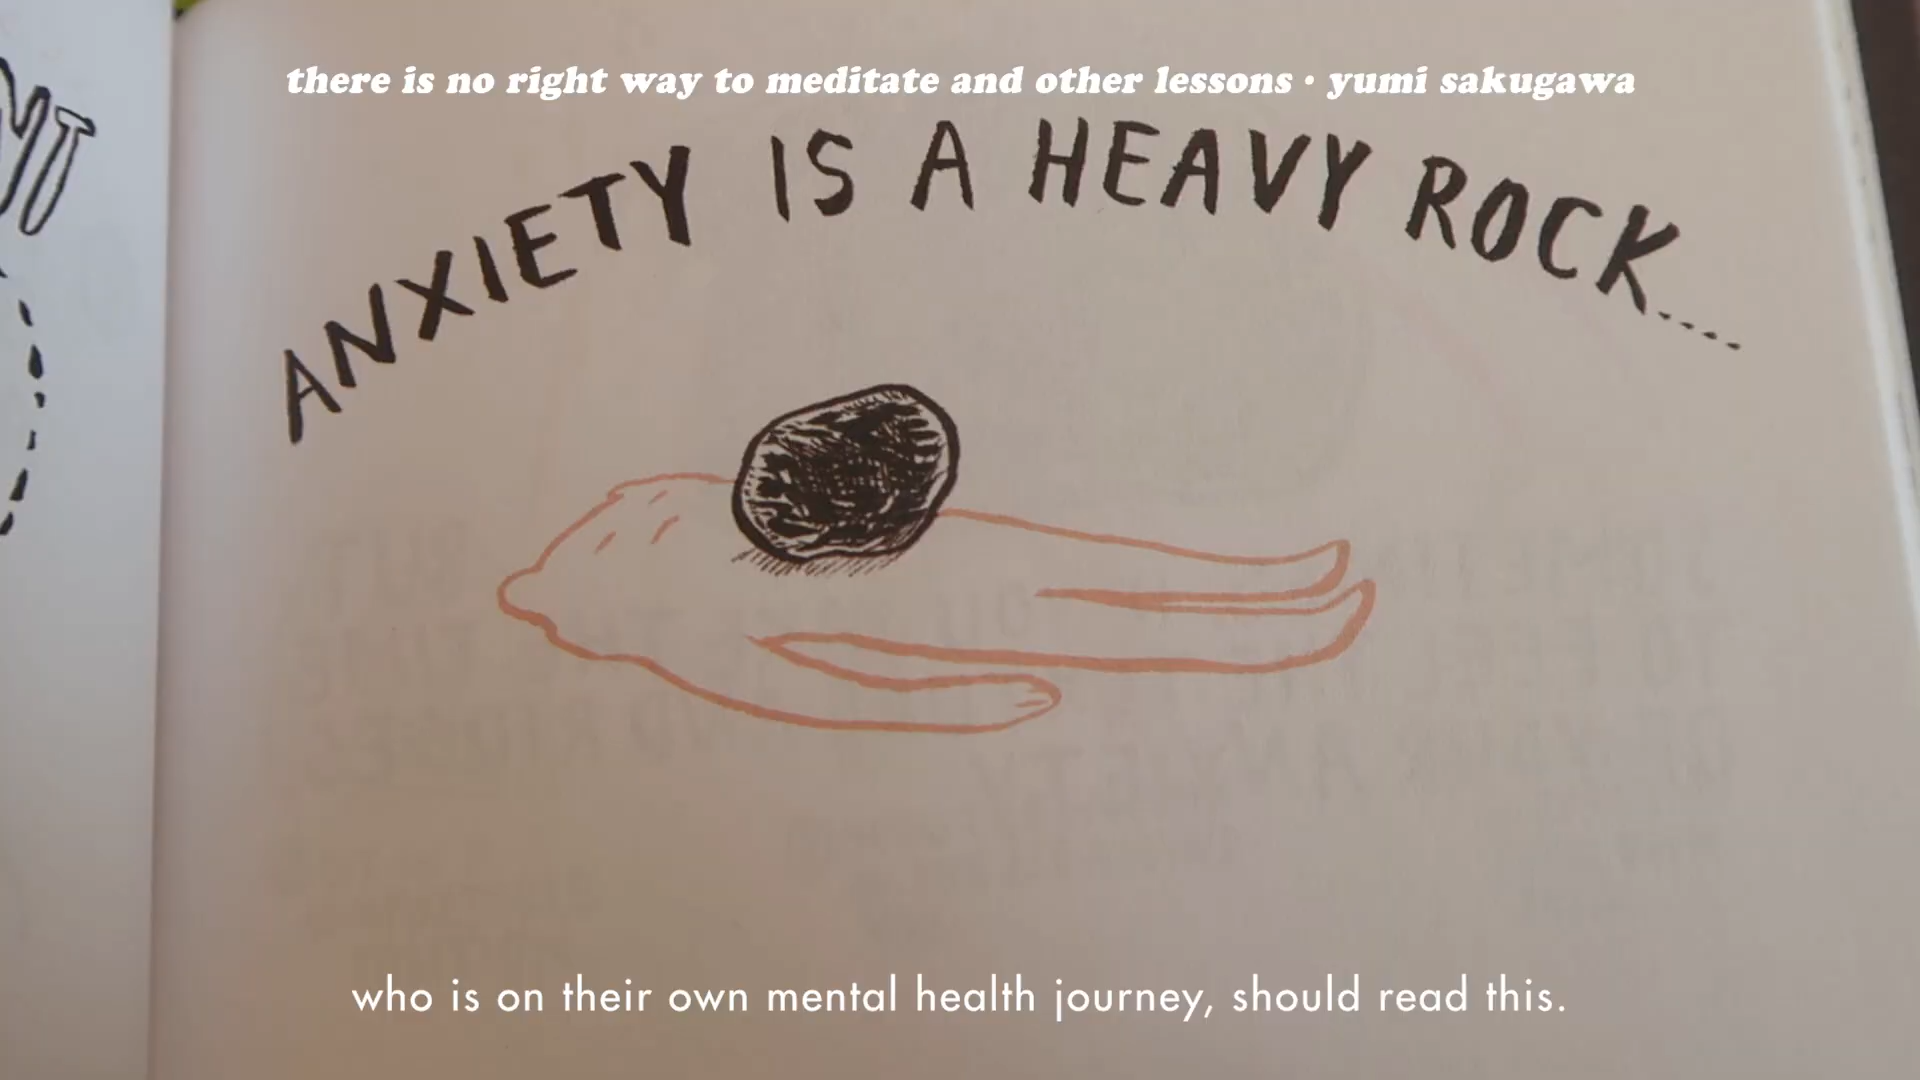 there is no right way to meditate and other lessons · yumi sakugawa
ANXIETY IS A HEAVY ROCK.....
who is on their own mental health journey, should read this.